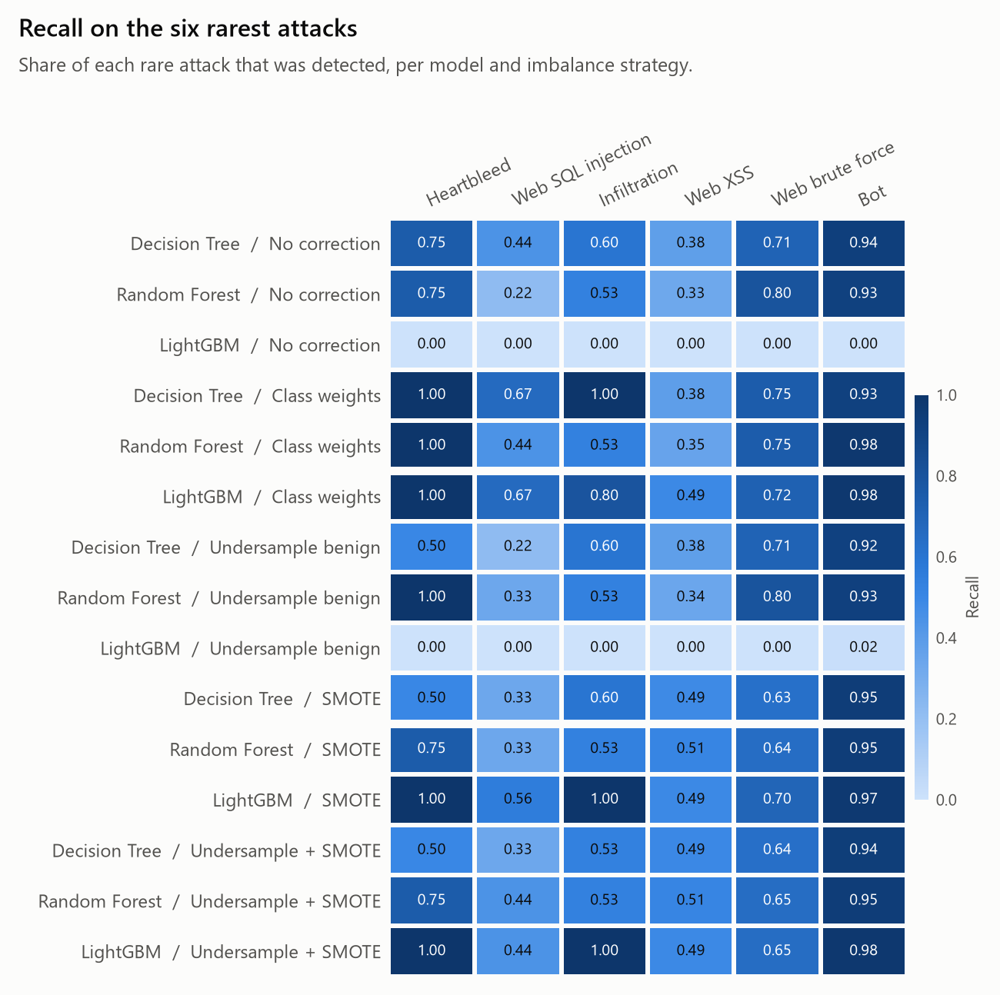 Recall on the six rarest attacks
Share of each rare attack that was detected, per model and imbalance strategy.
Heartbleed Web SQL injection Infiltration Web XSS Web brute force Bot
Decision Tree / No correction 0.75 0.44 0.60 0.38 0.71 0.94
Random Forest / No correction 0.75 0.22 0.53 0.33 0.80 0.93
LightGBM / No correction 0.00 0.00 0.00 0.00 0.00 0.00
Decision Tree / Class weights 1.00 0.67 1.00 0.38 0.75 0.93
Random Forest / Class weights 1.00 0.44 0.53 0.35 0.75 0.98
LightGBM / Class weights 1.00 0.67 0.80 0.49 0.72 0.98
Decision Tree / Undersample benign 0.50 0.22 0.60 0.38 0.71 0.92
Random Forest / Undersample benign 1.00 0.33 0.53 0.34 0.80 0.93
LightGBM / Undersample benign 0.00 0.00 0.00 0.00 0.00 0.02
Decision Tree / SMOTE 0.50 0.33 0.60 0.49 0.63 0.95
Random Forest / SMOTE 0.75 0.33 0.53 0.51 0.64 0.95
LightGBM / SMOTE 1.00 0.56 1.00 0.49 0.70 0.97
Decision Tree / Undersample + SMOTE 0.50 0.33 0.53 0.49 0.64 0.94
Random Forest / Undersample + SMOTE 0.75 0.44 0.53 0.51 0.65 0.95
LightGBM / Undersample + SMOTE 1.00 0.44 1.00 0.49 0.65 0.98
1.0
0.8
0.6
0.4
0.2
0.0
Recall